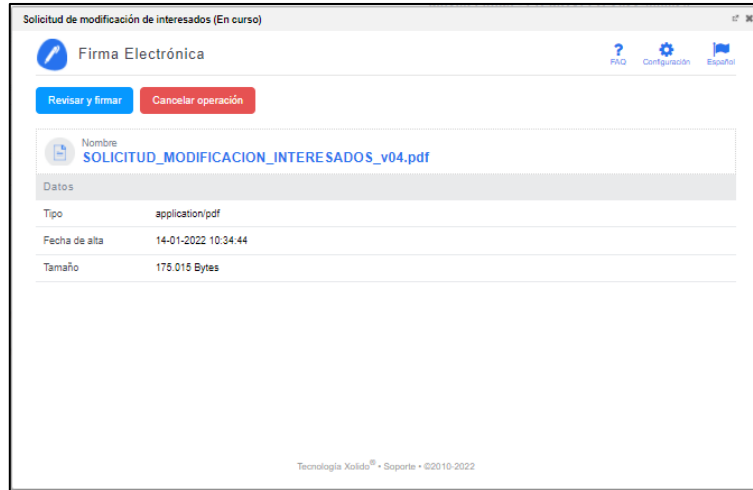 Solicitud de modificación de interesados (En curso)
Firma Electrónica
? FAQ
Configuración
Español
Revisar y firmar
Cancelar operación
Nombre
SOLICITUD_MODIFICACION_INTERESADOS_v04.pdf
Datos
Tipo application/pdf
Fecha de alta 14-01-2022 10:34:44
Tamaño 175.015 Bytes
Tecnología Xolido® • Soporte • ©2010-2022